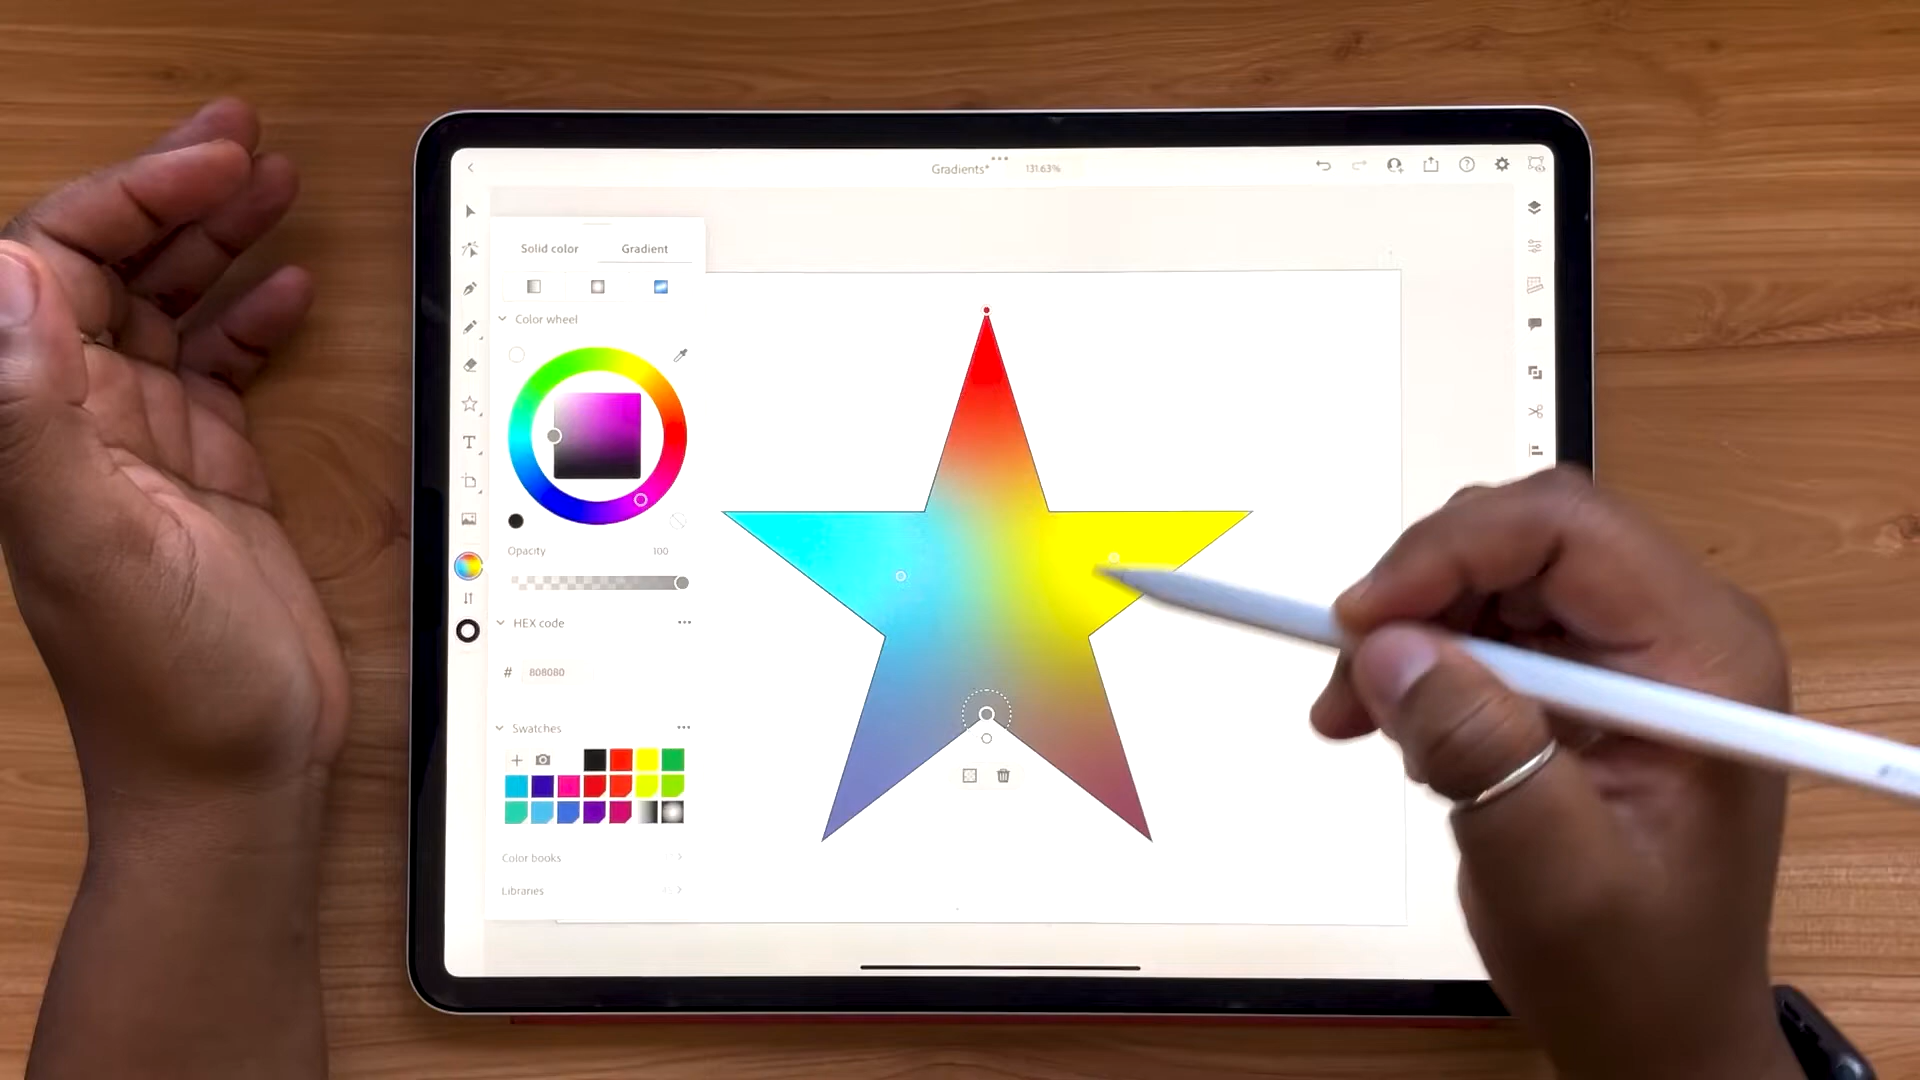 Gradients* 131.63%
Solid color Gradient
Color wheel
Opacity 100
HEX code
# 808080
Swatches
Color books
Libraries